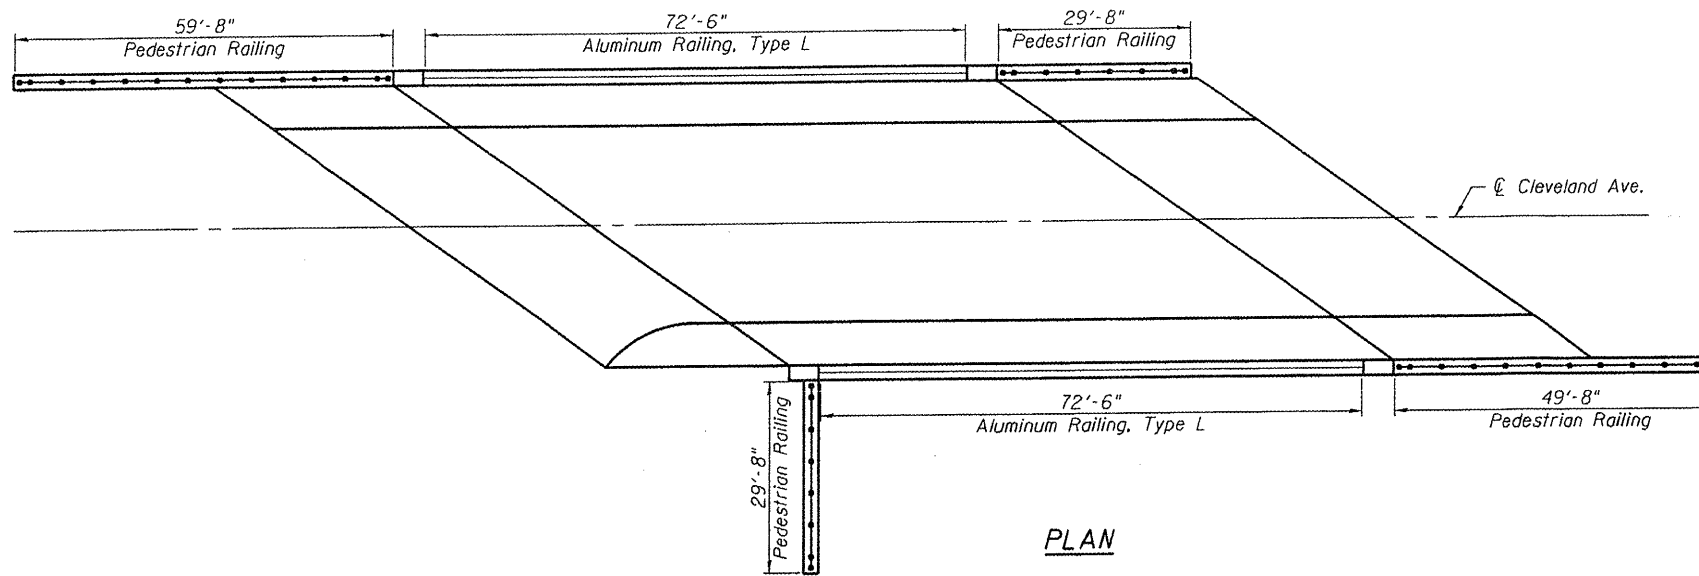 59'-8"
Pedestrian Railing
72'-6"
Aluminum Railing, Type L
29'-8"
Pedestrian Railing
℄ Cleveland Ave.
29'-8"
Pedestrian Railing
72'-6"
Aluminum Railing, Type L
49'-8"
Pedestrian Railing
PLAN